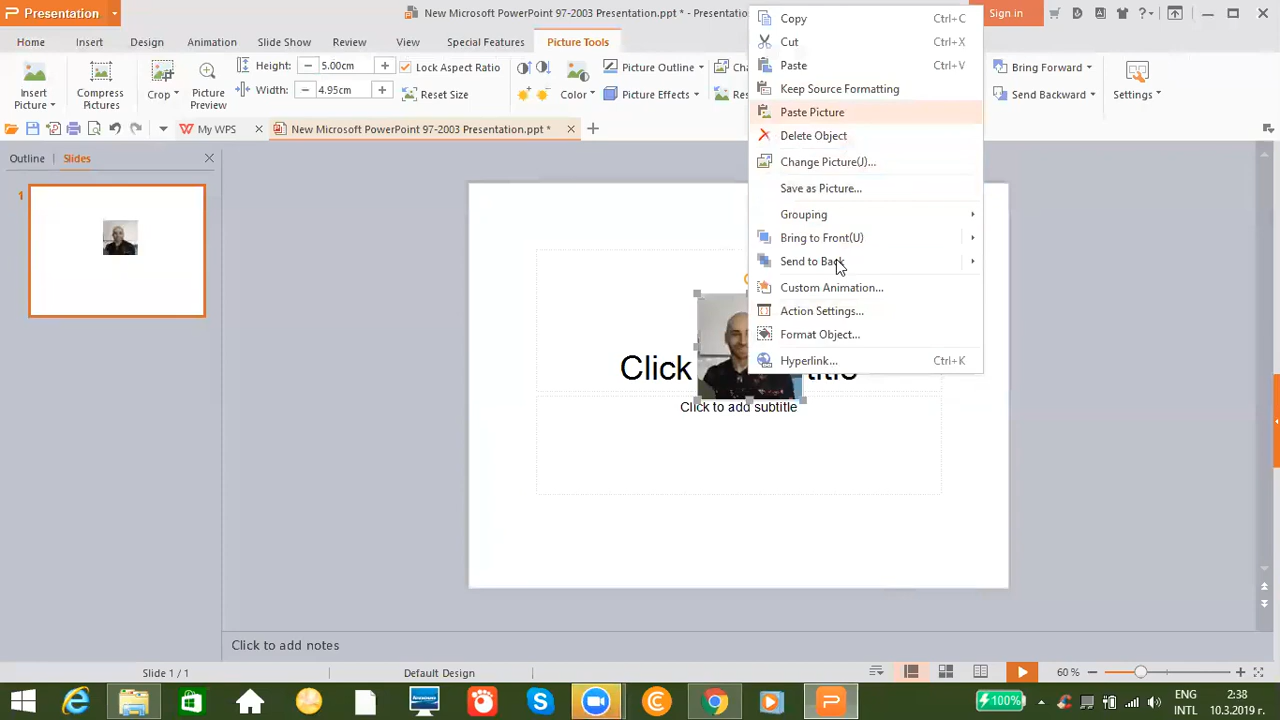 Presentation
New Microsoft PowerPoint 97-2003 Presentation.ppt * - Presentatio
Sign in
Home Insert Design Animation Slide Show Review View Special Features Picture Tools
Insert Picture
Compress Pictures
Crop
Picture Preview
Height: 5.00cm
Width: 4.95cm
Lock Aspect Ratio
Reset Size
Color
Picture Outline
Picture Effects
Cha
Res
Bring Forward
Send Backward
Settings
My WPS
New Microsoft PowerPoint 97-2003 Presentation.ppt *
Outline Slides
1
Copy Ctrl+C
Cut Ctrl+X
Paste Ctrl+V
Keep Source Formatting
Paste Picture
Delete Object
Change Picture(J)...
Save as Picture...
Grouping
Bring to Front(U)
Send to Back
Custom Animation...
Action Settings...
Format Object...
Hyperlink... Ctrl+K
Click title
Click to add subtitle
Click to add notes
Slide 1 / 1
Default Design
60 %
100%
ENG
INTL
2:38
10.3.2019 г.